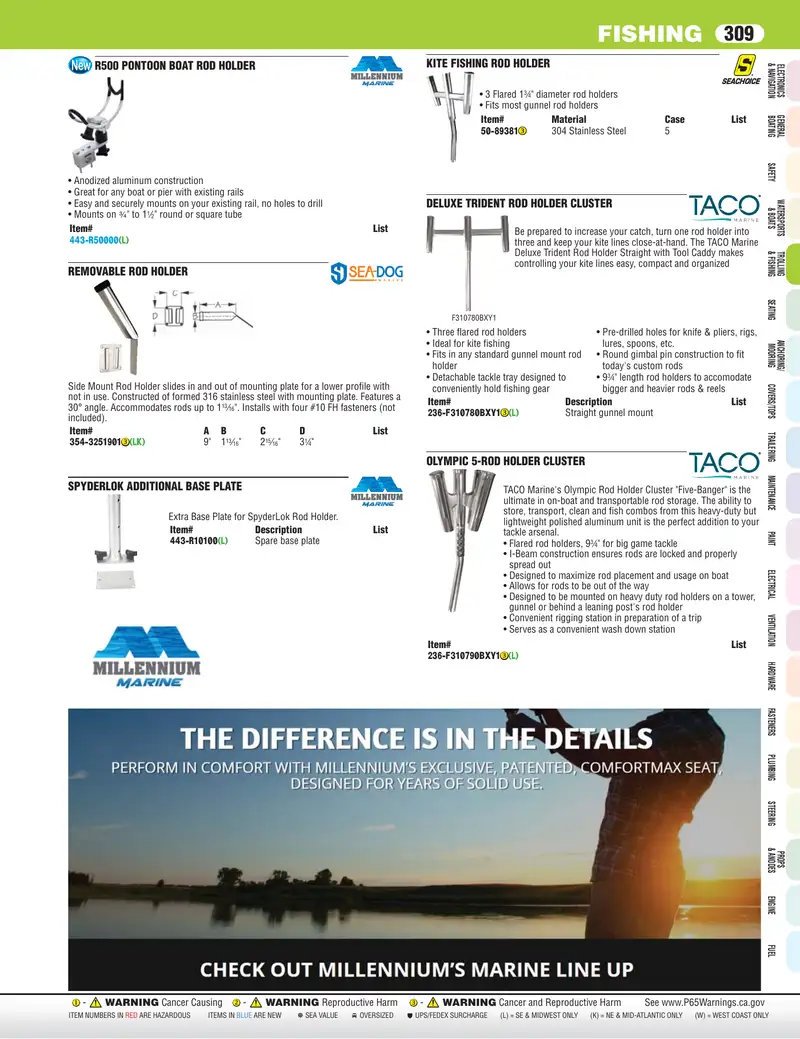 FISHING 309
New R500 PONTOON BOAT ROD HOLDER
MILLENNIUM
MARINE
• Anodized aluminum construction
• Great for any boat or pier with existing rails
• Easy and securely mounts on your existing rail, no holes to drill
• Mounts on ¾" to 1½" round or square tube
Item# List
443-R50000(L)
REMOVABLE ROD HOLDER
SEA-DOG
MARINE
C
A
D
B
Side Mount Rod Holder slides in and out of mounting plate for a lower profile with
not in use. Constructed of formed 316 stainless steel with mounting plate. Features a
30° angle. Accommodates rods up to 1¹³⁄₁₆". Installs with four #10 FH fasteners (not
included).
Item# A B C D List
354-3251901 3 (LK) 9" 1¹³⁄₁₆" 2¹⁵⁄₁₆" 3¼"
SPYDERLOK ADDITIONAL BASE PLATE
MILLENNIUM
MARINE
Extra Base Plate for SpyderLok Rod Holder.
Item# Description List
443-R10100(L) Spare base plate
MILLENNIUM
MARINE
KITE FISHING ROD HOLDER
S
SEACHOICE
• 3 Flared 1¾" diameter rod holders
• Fits most gunnel rod holders
Item# Material Case List
50-89381 3 304 Stainless Steel 5
DELUXE TRIDENT ROD HOLDER CLUSTER
TACO
MARINE
Be prepared to increase your catch, turn one rod holder into
three and keep your kite lines close-at-hand. The TACO Marine
Deluxe Trident Rod Holder Straight with Tool Caddy makes
controlling your kite lines easy, compact and organized
F310780BXY1
• Three flared rod holders
• Ideal for kite fishing
• Fits in any standard gunnel mount rod
holder
• Detachable tackle tray designed to
conveniently hold fishing gear
• Pre-drilled holes for knife & pliers, rigs,
lures, spoons, etc.
• Round gimbal pin construction to fit
today's custom rods
• 9¾" length rod holders to accomodate
bigger and heavier rods & reels
Item# Description List
236-F310780BXY1 3 (L) Straight gunnel mount
OLYMPIC 5-ROD HOLDER CLUSTER
TACO
MARINE
TACO Marine's Olympic Rod Holder Cluster "Five-Banger" is the
ultimate in on-board and transportable rod storage. The ability to
store, transport, clean and fish combos from this heavy-duty but
lightweight polished aluminum unit is the perfect addition to your
tackle arsenal.
• Flared rod holders, 9¾" for big game tackle
• I-Beam construction ensures rods are locked and properly
spread out
• Designed to maximize rod placement and usage on boat
• Allows for rods to be out of the way
• Designed to be mounted on heavy duty rod holders on a tower,
gunnel or behind a leaning post's rod holder
• Convenient rigging station in preparation of a trip
• Serves as a convenient wash down station
Item# List
236-F310790BXY1 3 (L)
ELECTRONICS
& NAVIGATION
GENERAL
BOATING
SAFETY
WATERSPORTS
& BOATS
TROLLING
& FISHING
SEATING
ANCHORING/
MOORING
COVERS/TOPS
TRAILERING
MAINTENANCE
PAINT
ELECTRICAL
VENTILATION
HARDWARE
FASTENERS
PLUMBING
STEERING
PROPS
& ANODES
ENGINE
FUEL
THE DIFFERENCE IS IN THE DETAILS
PERFORM IN COMFORT WITH MILLENNIUM'S EXCLUSIVE, PATENTED, COMFORTMAX SEAT,
DESIGNED FOR YEARS OF SOLID USE.
CHECK OUT MILLENNIUM'S MARINE LINE UP
1 - WARNING Cancer Causing 2 - WARNING Reproductive Harm 3 - WARNING Cancer and Reproductive Harm See www.P65Warnings.ca.gov
ITEM NUMBERS IN RED ARE HAZARDOUS ITEMS IN BLUE ARE NEW SEA VALUE OVERSIZED UPS/FEDEX SURCHARGE (L) = SE & MIDWEST ONLY (K) = NE & MID-ATLANTIC ONLY (W) = WEST COAST ONLY